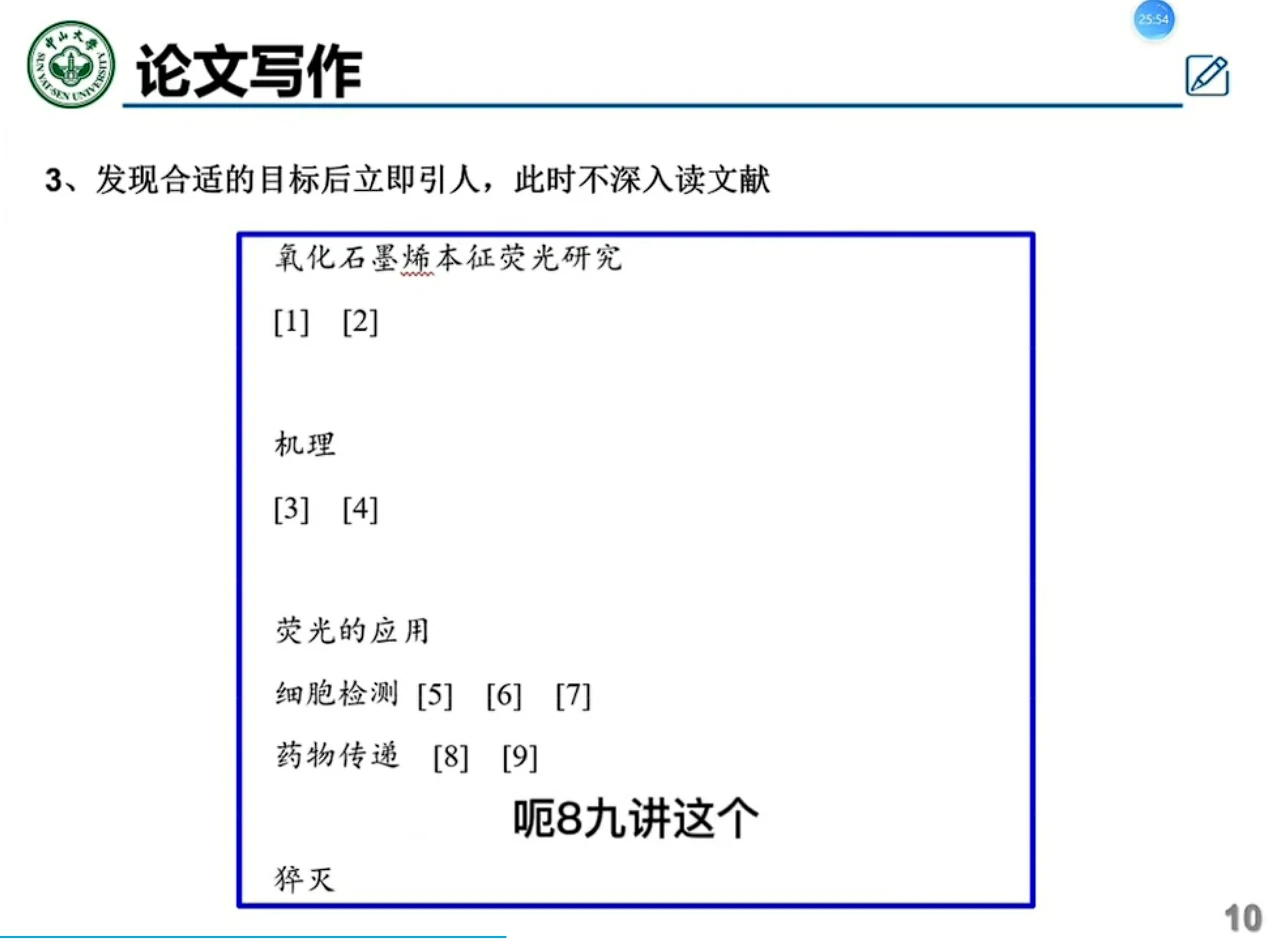 25:54
中山大学
SUN YAT-SEN UNIVERSITY
论文写作
3、发现合适的目标后立即引人，此时不深入读文献
氧化石墨烯本征荧光研究
[1] [2]
机理
[3] [4]
荧光的应用
细胞检测 [5] [6] [7]
药物传递 [8] [9]
呃8九讲这个
猝灭
10